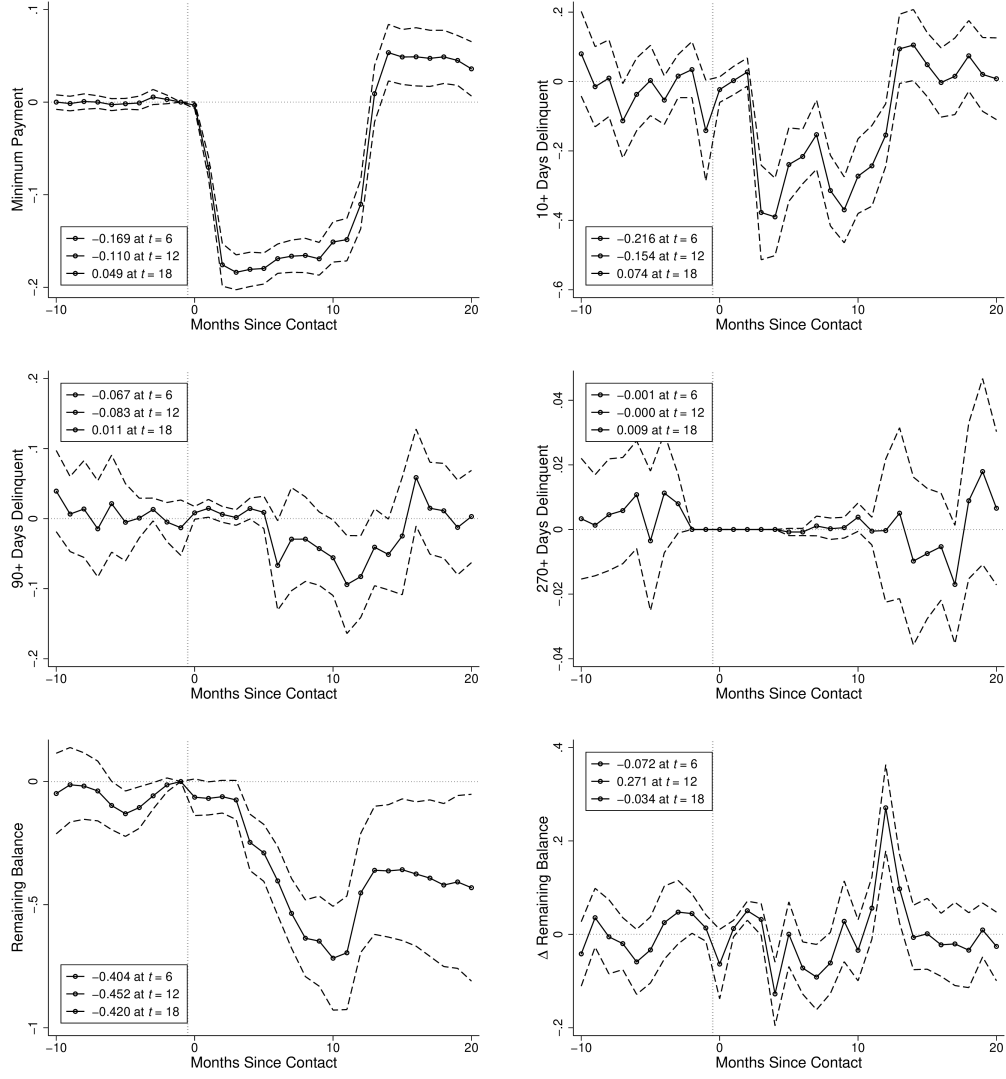 Minimum Payment
.1
0
-.1
-.2
−0.169 at t = 6
−0.110 at t = 12
0.049 at t = 18
−10
0
10
20
Months Since Contact
10+ Days Delinquent
.2
0
-.2
-.4
-.6
−0.216 at t = 6
−0.154 at t = 12
0.074 at t = 18
−10
0
10
20
Months Since Contact
90+ Days Delinquent
.2
.1
0
-.1
-.2
−0.067 at t = 6
−0.083 at t = 12
0.011 at t = 18
−10
0
10
20
Months Since Contact
270+ Days Delinquent
.04
.02
0
-.02
-.04
−0.001 at t = 6
−0.000 at t = 12
0.009 at t = 18
−10
0
10
20
Months Since Contact
Remaining Balance
0
-.5
-1
−0.404 at t = 6
−0.452 at t = 12
−0.420 at t = 18
−10
0
10
20
Months Since Contact
Δ Remaining Balance
.4
.2
0
-.2
−0.072 at t = 6
0.271 at t = 12
−0.034 at t = 18
−10
0
10
20
Months Since Contact